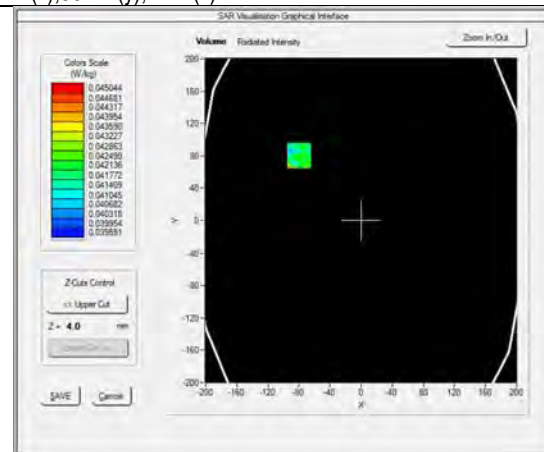 SAR Visualisation Graphical Interface
Volume Radiated Intensity
Zoom In/Out
Colors Scale
(W/kg)
0.045044
0.044681
0.044317
0.043954
0.043590
0.043227
0.042863
0.042499
0.042136
0.041772
0.041409
0.041045
0.040682
0.040318
0.039954
0.039591
Z-Cuts Control
<< Upper Cut
Z = 4.0 mm
SAVE
Cancel
200
160
120
80
40
0
-40
-80
-120
-160
-200
Y
-200 -160 -120 -80 -40 0 40 80 120 160 200
X